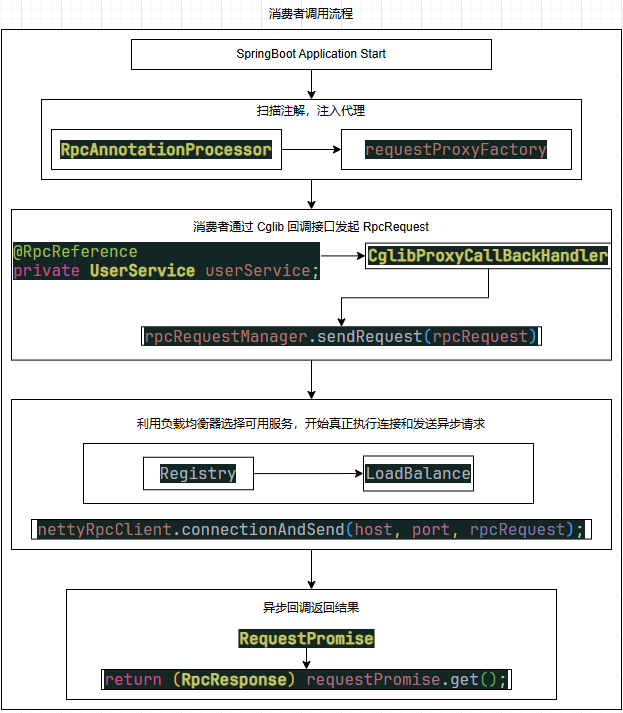 消费者调用流程
SpringBoot Application Start
扫描注解，注入代理
RpcAnnotationProcessor
requestProxyFactory
消费者通过 Cglib 回调接口发起 RpcRequest
@RpcReference
private UserService userService;
CglibProxyCallBackHandler
rpcRequestManager.sendRequest(rpcRequest)
利用负载均衡器选择可用服务，开始真正执行连接和发送异步请求
Registry
LoadBalance
nettyRpcClient.connectionAndSend(host, port, rpcRequest);
异步回调返回结果
RequestPromise
return (RpcResponse) requestPromise.get();